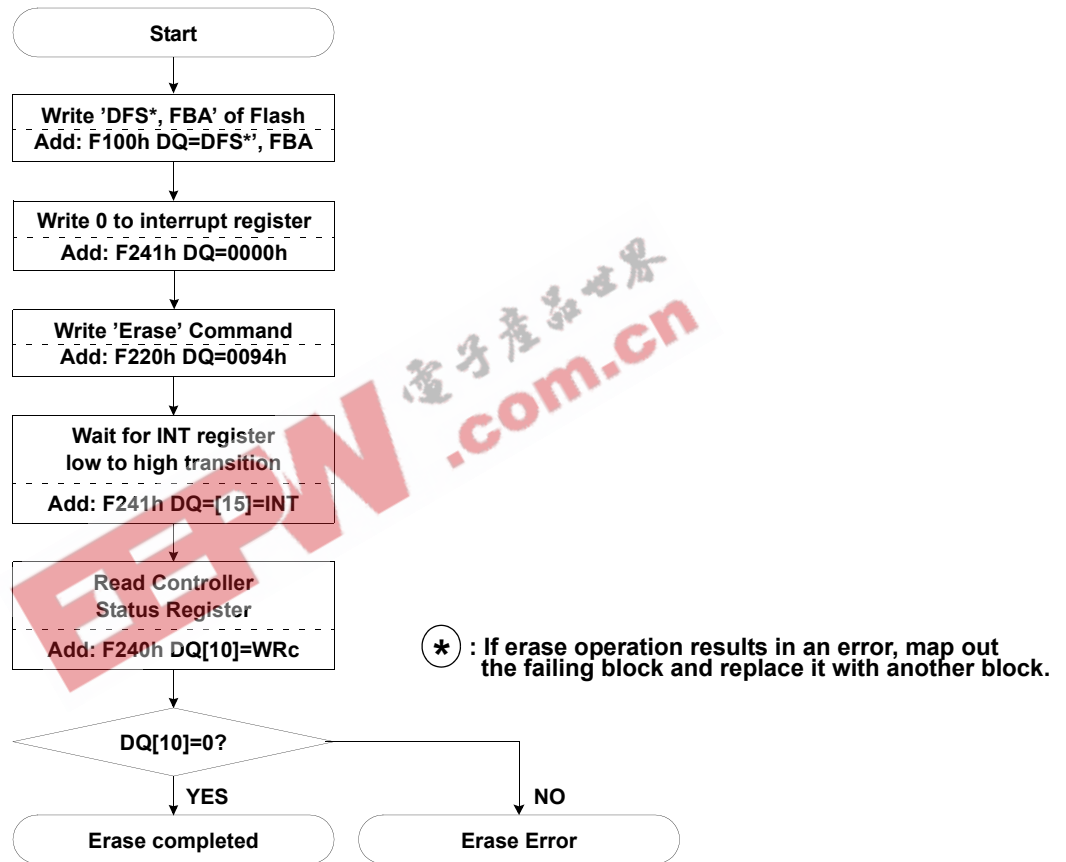 Start
Write ’DFS*, FBA’ of Flash
Add: F100h DQ=DFS*’, FBA
Write 0 to interrupt register
Add: F241h DQ=0000h
Write ’Erase’ Command
Add: F220h DQ=0094h
Wait for INT register
low to high transition
Add: F241h DQ=[15]=INT
Read Controller
Status Register
Add: F240h DQ[10]=WRc
* : If erase operation results in an error, map out
the failing block and replace it with another block.
DQ[10]=0?
YES
NO
Erase completed
Erase Error
EEPW 電子產品世界
.com.cn